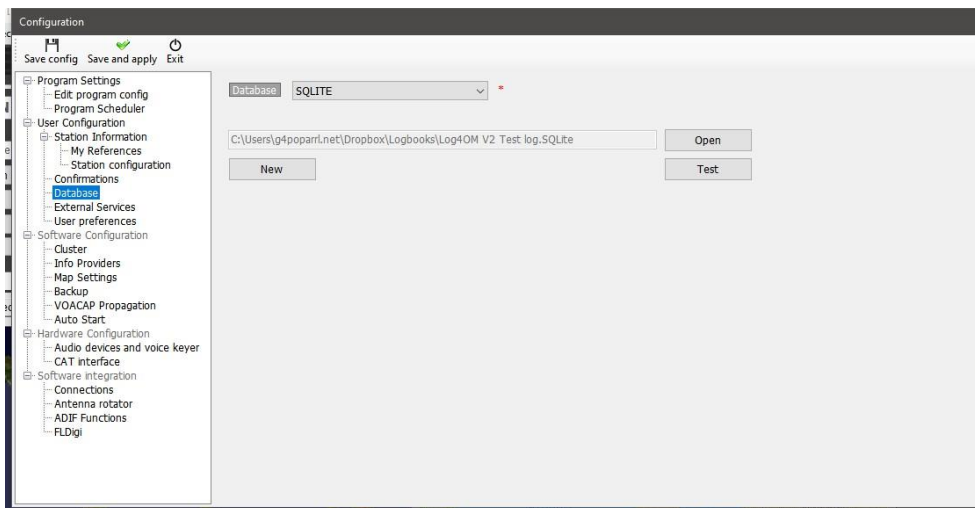 Configuration
Save config Save and apply Exit
Program Settings
Edit program config
Program Scheduler
User Configuration
Station Information
My References
Station configuration
Confirmations
Database
External Services
User preferences
Software Configuration
Cluster
Info Providers
Map Settings
Backup
VOACAP Propagation
Auto Start
Hardware Configuration
Audio devices and voice keyer
CAT interface
Software integration
Connections
Antenna rotator
ADIF Functions
FLDigi
Database SQLITE *
C:\Users\g4poparrl.net\Dropbox\Logbooks\Log4OM V2 Test log.SQLite Open
New Test